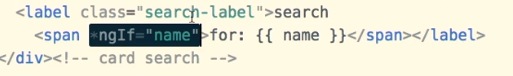 <label class="search-label">search
<span *ngIf="name">for: {{ name }}</span></label>
</div><!-- card search -->